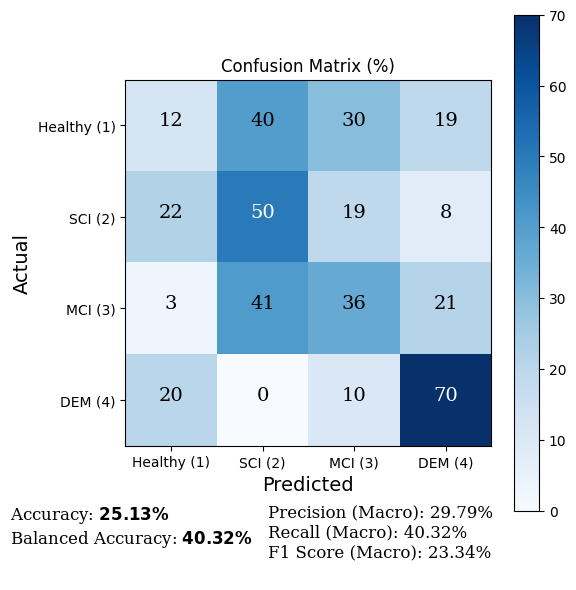 Confusion Matrix (%)
70
60
50
40
30
20
10
0
Actual
Healthy (1) 12 40 30 19
SCI (2) 22 50 19 8
MCI (3) 3 41 36 21
DEM (4) 20 0 10 70
Healthy (1) SCI (2) MCI (3) DEM (4)
Predicted
Accuracy: 25.13%
Balanced Accuracy: 40.32%
Precision (Macro): 29.79%
Recall (Macro): 40.32%
F1 Score (Macro): 23.34%